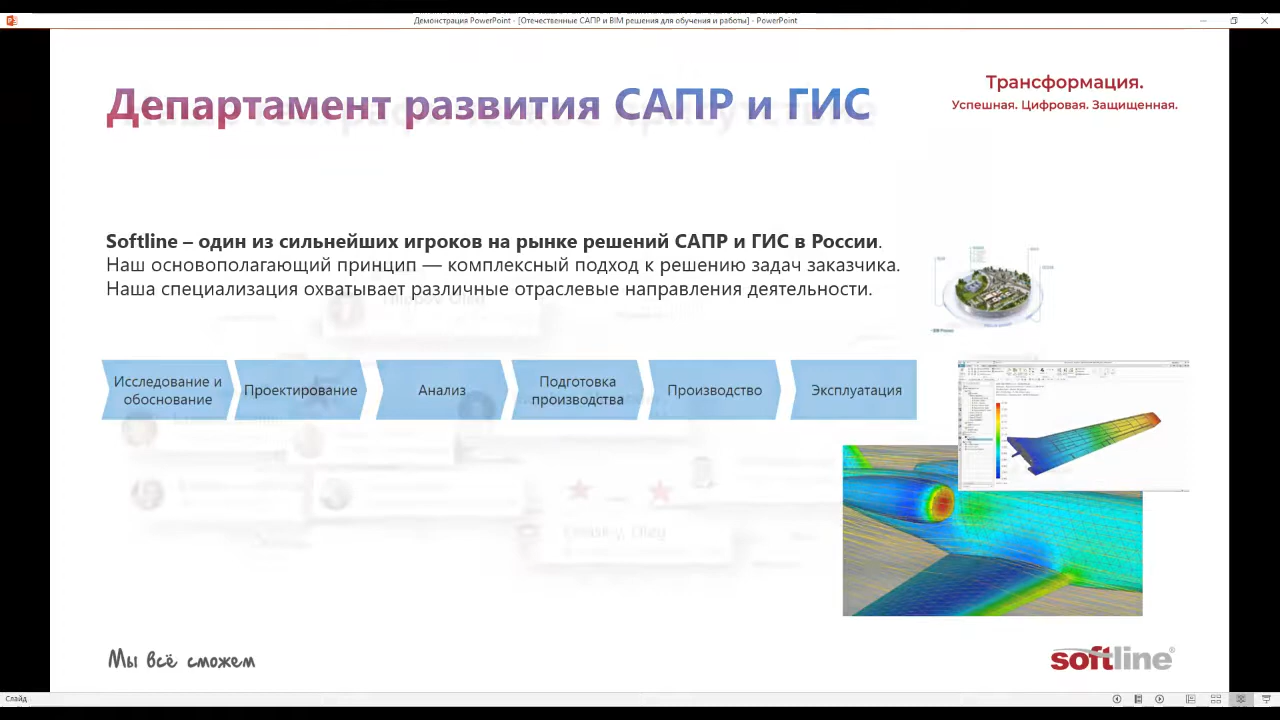 Демонстрация PowerPoint - [Отечественные САПР и BIM решения для обучения и работы] - PowerPoint
Департамент развития САПР и ГИС
Трансформация.
Успешная. Цифровая. Защищенная.
Softline – один из сильнейших игроков на рынке решений САПР и ГИС в России.
Наш основополагающий принцип — комплексный подход к решению задач заказчика.
Наша специализация охватывает различные отраслевые направления деятельности.
Исследование и
обоснование
Проектирование
Анализ
Подготовка
производства
Производство
Эксплуатация
Мы всё сможем
softline®
Слайд